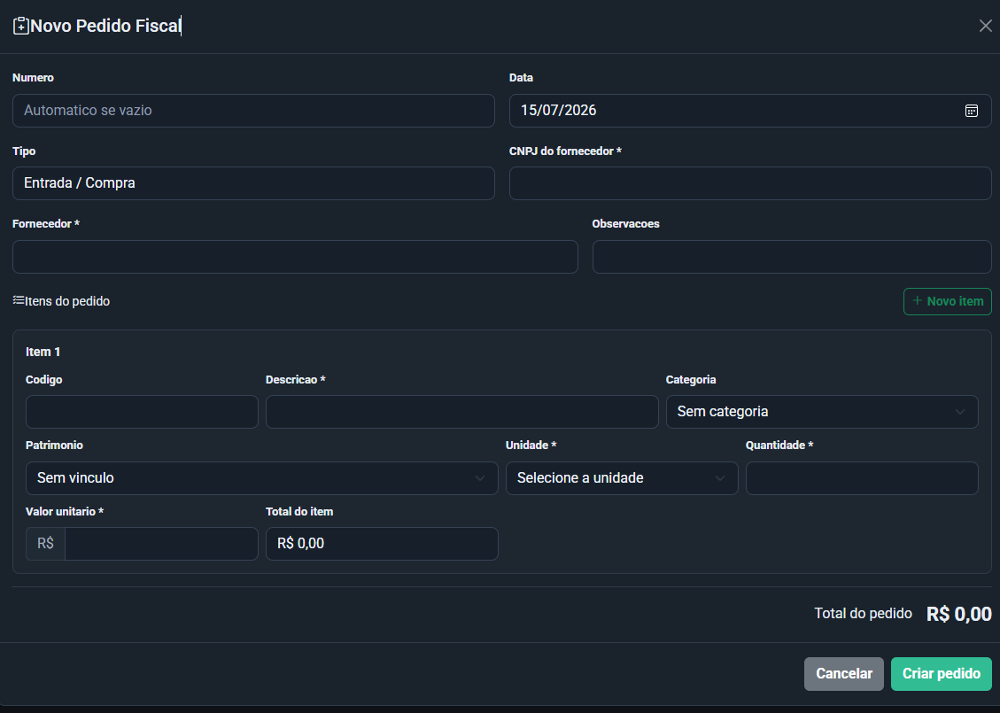 Novo Pedido Fiscal
Numero
Data
Automatico se vazio
15/07/2026
Tipo
CNPJ do fornecedor *
Entrada / Compra
Fornecedor *
Observacoes
Itens do pedido
+ Novo item
Item 1
Codigo
Descricao *
Categoria
Sem categoria
Patrimonio
Unidade *
Quantidade *
Sem vinculo
Selecione a unidade
Valor unitario *
Total do item
R$
R$ 0,00
Total do pedido R$ 0,00
Cancelar
Criar pedido